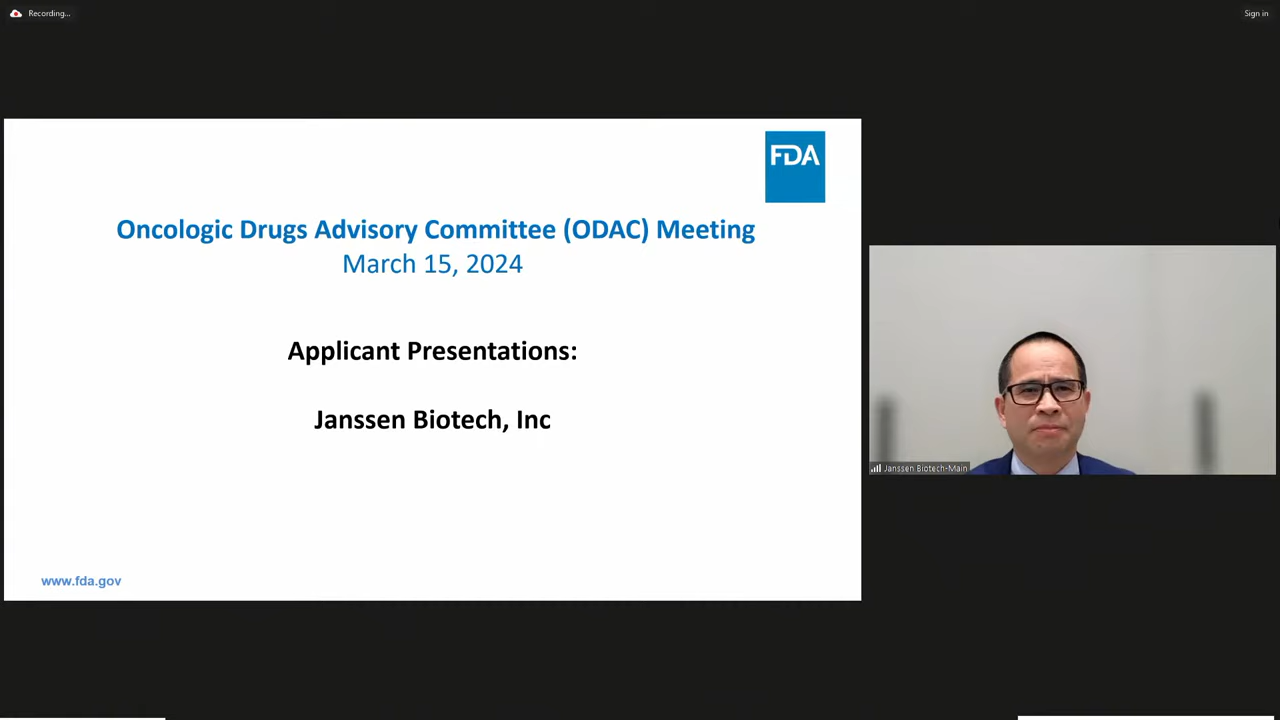 Recording...
Sign in
FDA
Oncologic Drugs Advisory Committee (ODAC) Meeting
March 15, 2024
Applicant Presentations:
Janssen Biotech, Inc
Janssen Biotech-Main
www.fda.gov